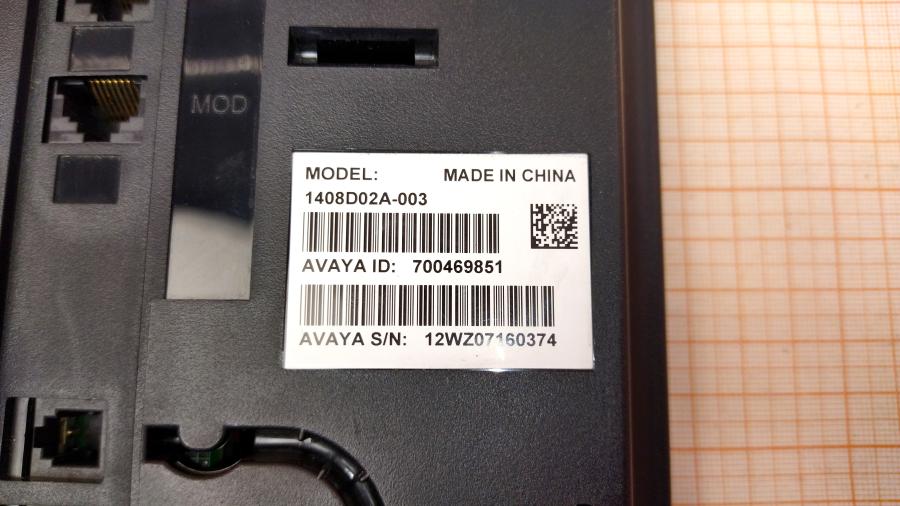 MOD
MODEL: MADE IN CHINA
1408D02A-003
AVAYA ID: 700469851
AVAYA S/N: 12WZ07160374